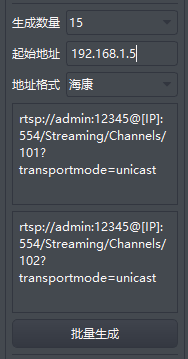 生成数量 15
起始地址 192.168.1.5
地址格式 海康
rtsp://admin:12345@[IP]:
554/Streaming/Channels/
101?
transportmode=unicast
rtsp://admin:12345@[IP]:
554/Streaming/Channels/
102?
transportmode=unicast
批量生成